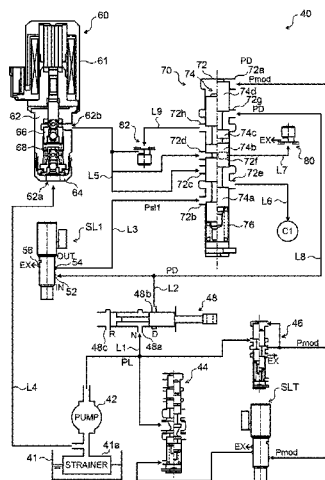 60
40
61
70
72
74
PD
72a
Pmod
74d
72g
PD
62
62b
66
68
L9
72h
82
74c
72d
74b
72f
EX
80
L7
L5
72c
72e
64
62a
74a
L6
SL1
L3
Psl1
72b
76
C1
58
OUT
54
EX
IN
52
L8
PD
L2
48b
48
R
N
D
48c
48a
L1
PL
46
EX
L4
44
SLT
42
PUMP
41a
41
STRAINER
EX
Pmod